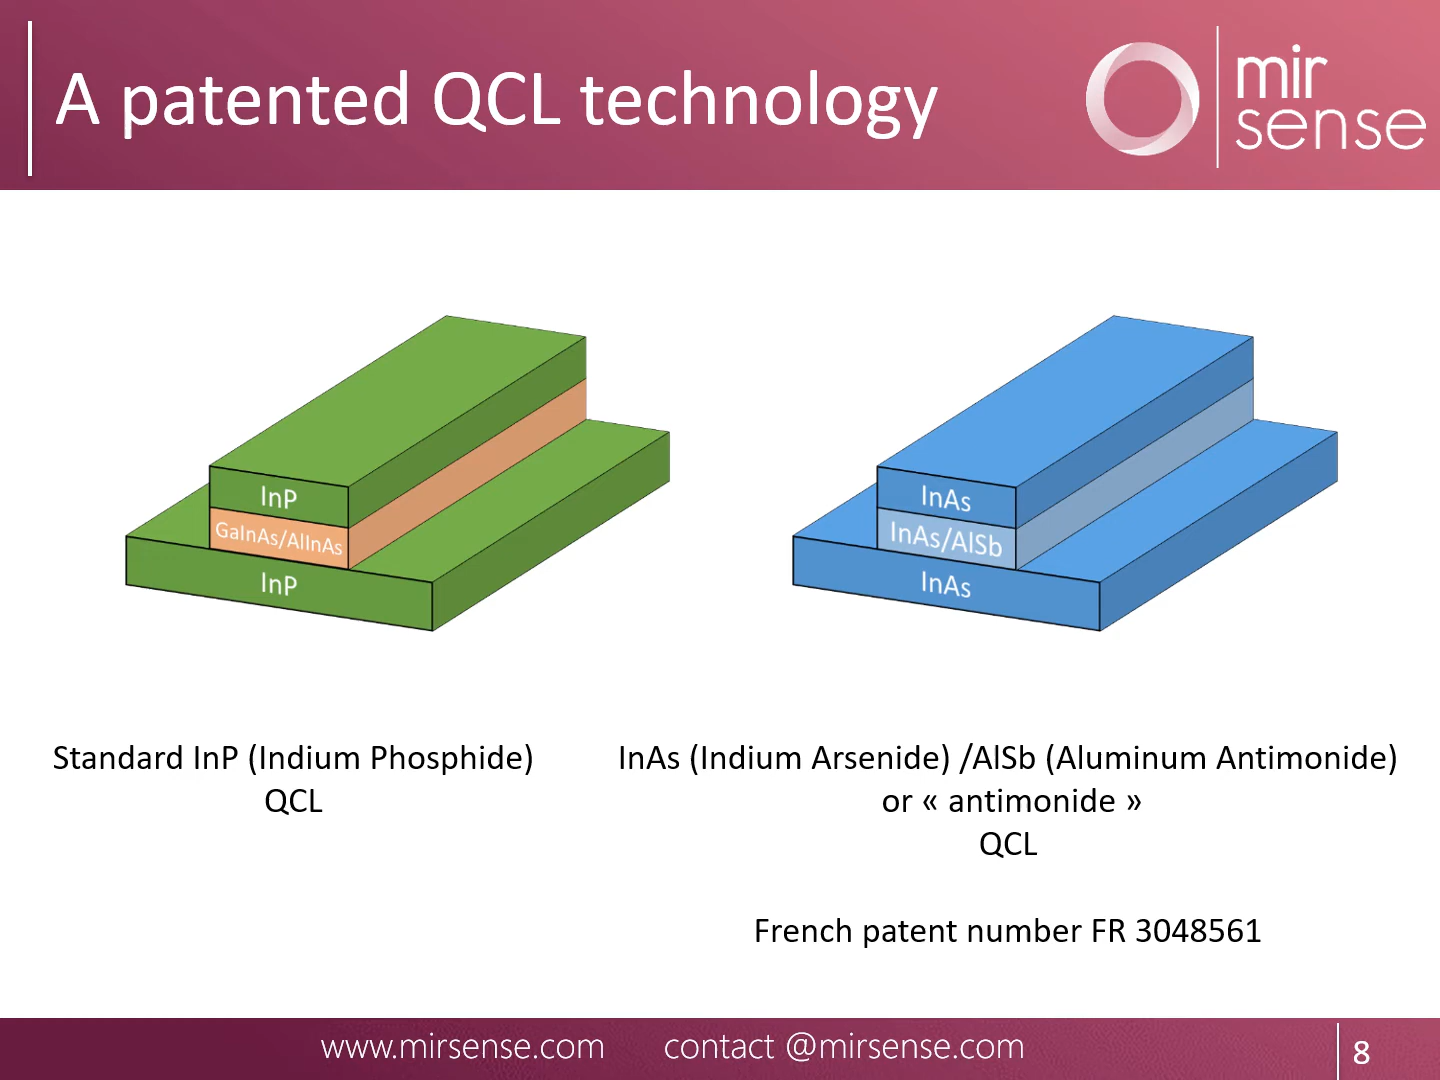 A patented QCL technology
mir
sense
InP
GaInAs/AlInAs
InP
InAs
InAs/AlSb
InAs
Standard InP (Indium Phosphide)
QCL
InAs (Indium Arsenide) /AlSb (Aluminum Antimonide)
or « antimonide »
QCL
French patent number FR 3048561
www.mirsense.com contact @mirsense.com
8